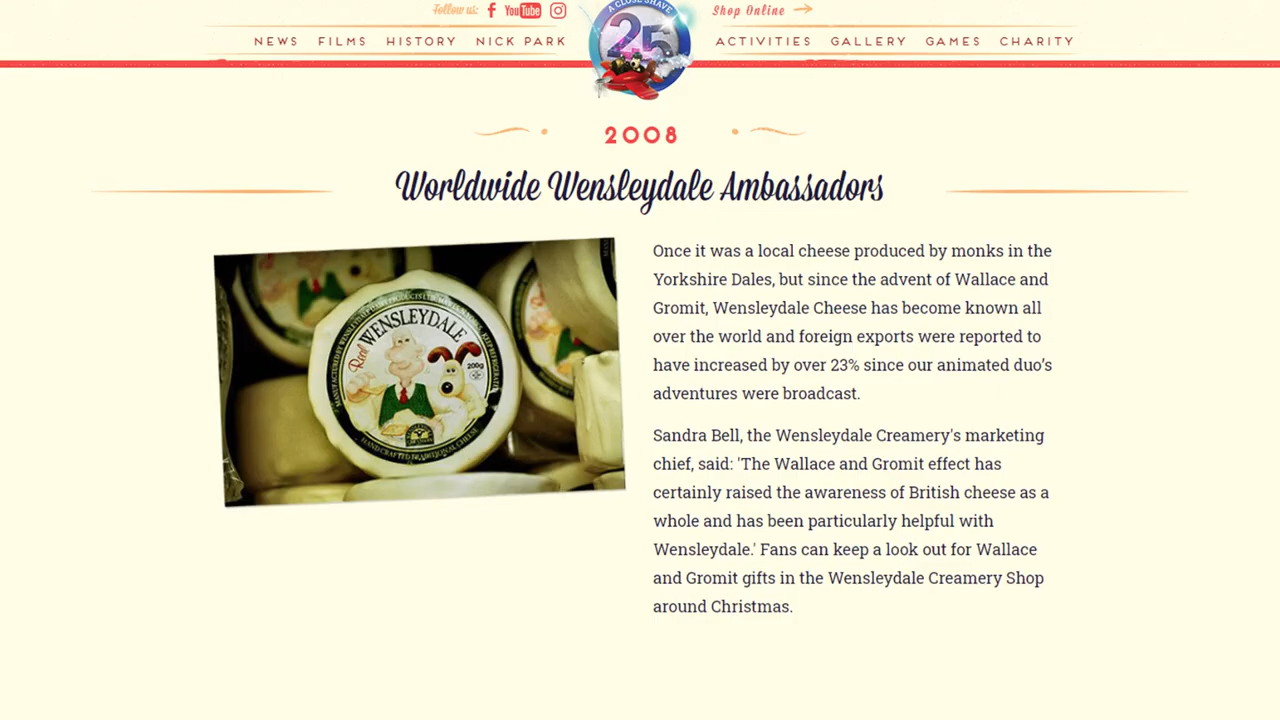 Follow us: YouTube
Shop Online
A CLOSE SHAVE
25
NEWS FILMS HISTORY NICK PARK
ACTIVITIES GALLERY GAMES CHARITY
2008
Worldwide Wensleydale Ambassadors
Real WENSLEYDALE
200g
HAND CRAFTED TRADITIONAL CHEESE
Once it was a local cheese produced by monks in the
Yorkshire Dales, but since the advent of Wallace and
Gromit, Wensleydale Cheese has become known all
over the world and foreign exports were reported to
have increased by over 23% since our animated duo’s
adventures were broadcast.
Sandra Bell, the Wensleydale Creamery's marketing
chief, said: 'The Wallace and Gromit effect has
certainly raised the awareness of British cheese as a
whole and has been particularly helpful with
Wensleydale.' Fans can keep a look out for Wallace
and Gromit gifts in the Wensleydale Creamery Shop
around Christmas.